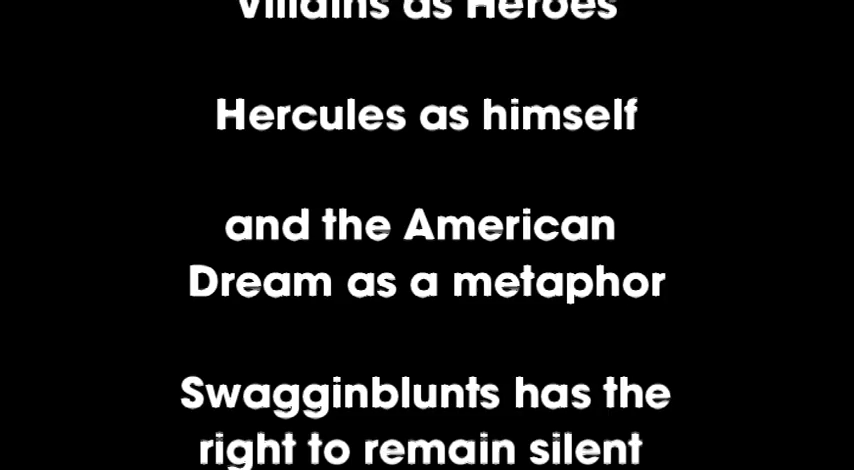 Villains as Heroes
Hercules as himself
and the American
Dream as a metaphor
Swagginblunts has the
right to remain silent